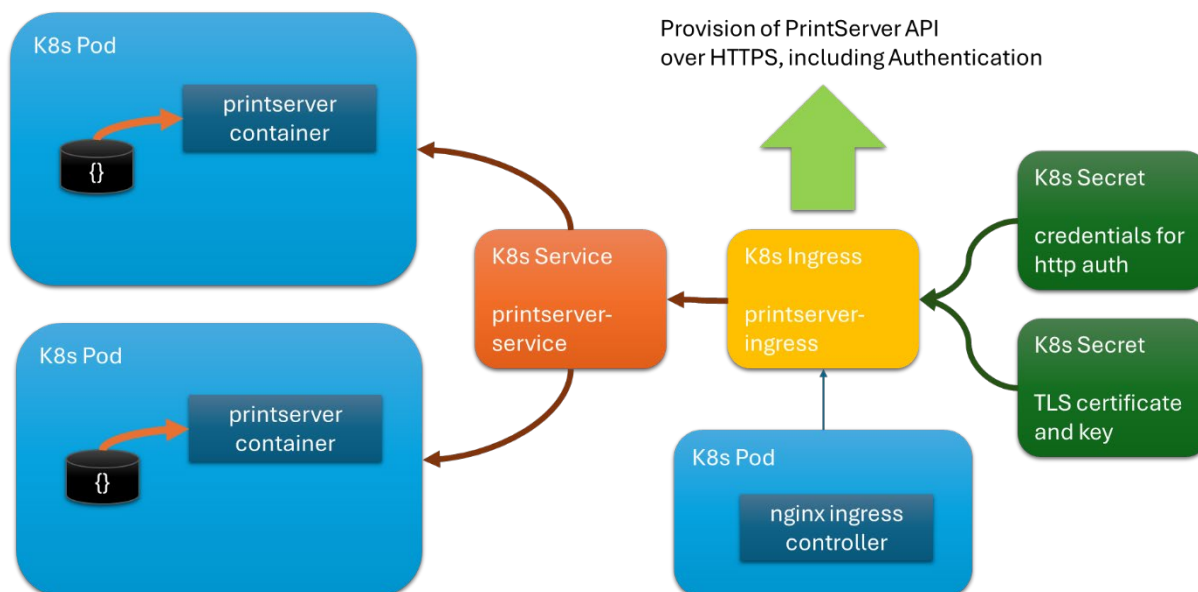 K8s Pod
printserver
container
{}
K8s Pod
printserver
container
{}
K8s Service
printserver-
service
Provision of PrintServer API
over HTTPS, including Authentication
K8s Ingress
printserver-
ingress
K8s Pod
nginx ingress
controller
K8s Secret
credentials for
http auth
K8s Secret
TLS certificate
and key